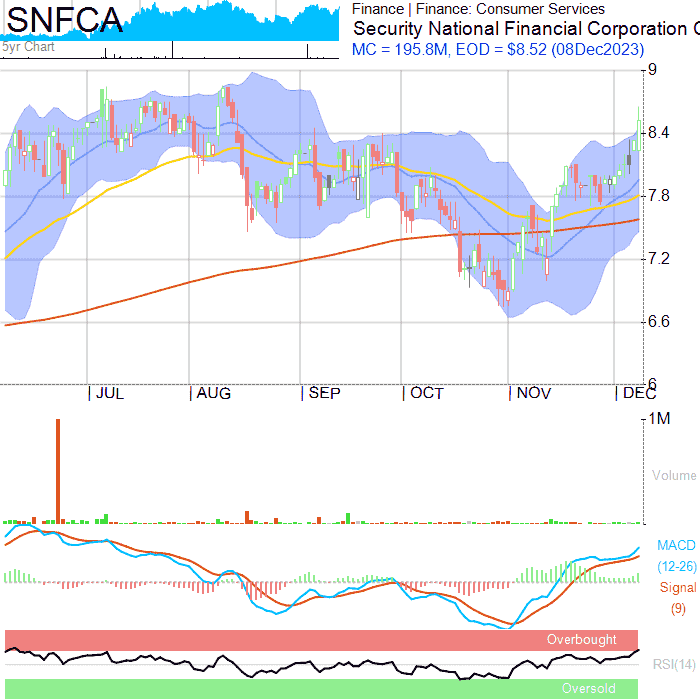 SNFCA
5yr Chart
Finance | Finance: Consumer Services
Security National Financial Corporation C
MC = 195.8M, EOD = $8.52 (08Dec2023)
9
8.4
7.8
7.2
6.6
6
JUL AUG SEP OCT NOV DEC
1M
Volume
MACD
(12-26)
Signal
(9)
Overbought
RSI(14)
Oversold